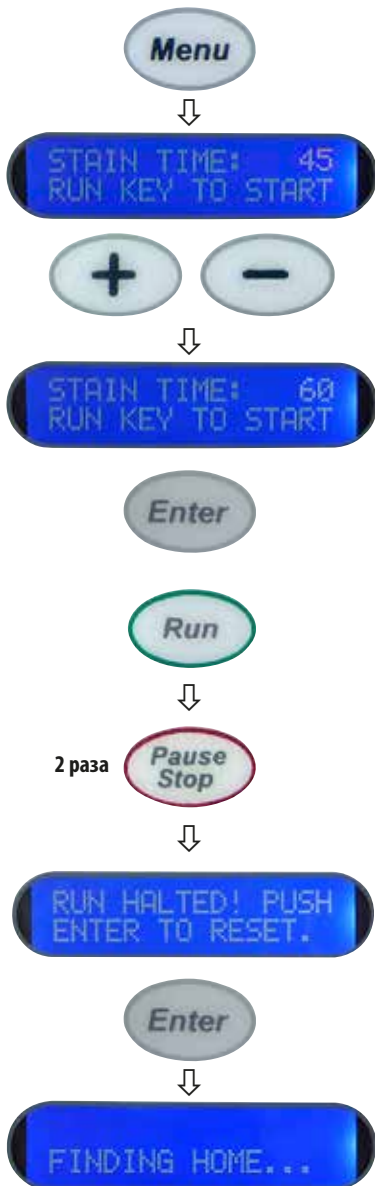 Menu
STAIN TIME: 45
RUN KEY TO START
+ −
STAIN TIME: 60
RUN KEY TO START
Enter
Run
2 раза
Pause
Stop
RUN HALTED! PUSH
ENTER TO RESET.
Enter
FINDING HOME...